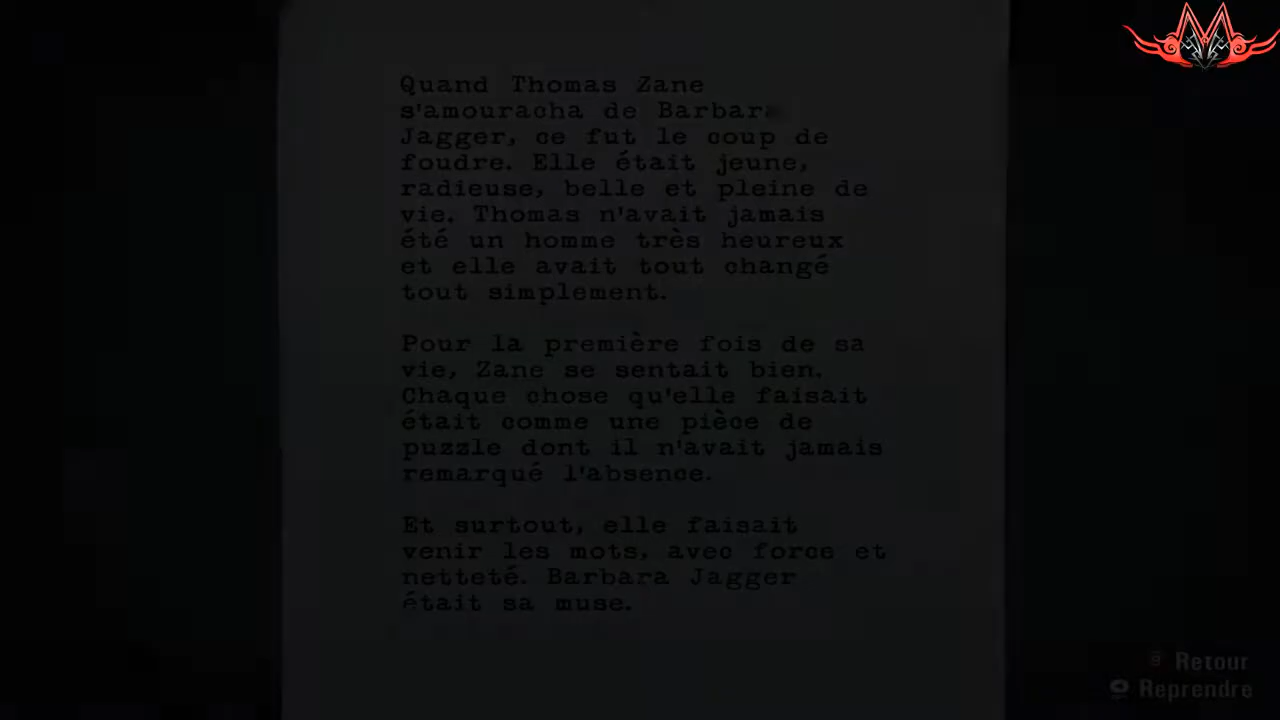 Quand Thomas Zane
s'amouracha de Barbara
Jagger, ce fut le coup de
foudre. Elle était jeune,
radieuse, belle et pleine de
vie. Thomas n'avait jamais
été un homme très heureux
et elle avait tout changé
tout simplement.
Pour la première fois de sa
vie, Zane se sentait bien.
Chaque chose qu'elle faisait
était comme une pièce de
puzzle dont il n'avait jamais
remarqué l'absence.
Et surtout, elle faisait
venir les mots, avec force et
netteté. Barbara Jagger
était sa muse.
Retour
Reprendre